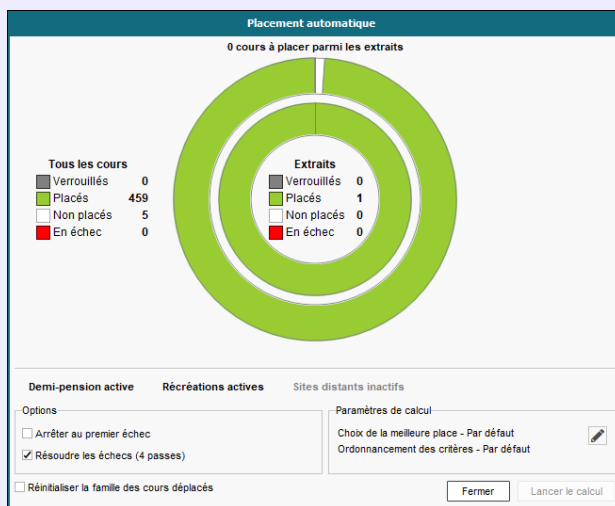 Placement automatique
0 cours à placer parmi les extraits
Tous les cours
Verrouillés 0
Placés 459
Non placés 5
En échec 0
Extraits
Verrouillés 0
Placés 1
Non placés 0
En échec 0
Demi-pension active Récréations actives Sites distants inactifs
Options
Arrêter au premier échec
Résoudre les échecs (4 passes)
Paramètres de calcul
Choix de la meilleure place - Par défaut
Ordonnancement des critères - Par défaut
Réinitialiser la famille des cours déplacés
Fermer Lancer le calcul